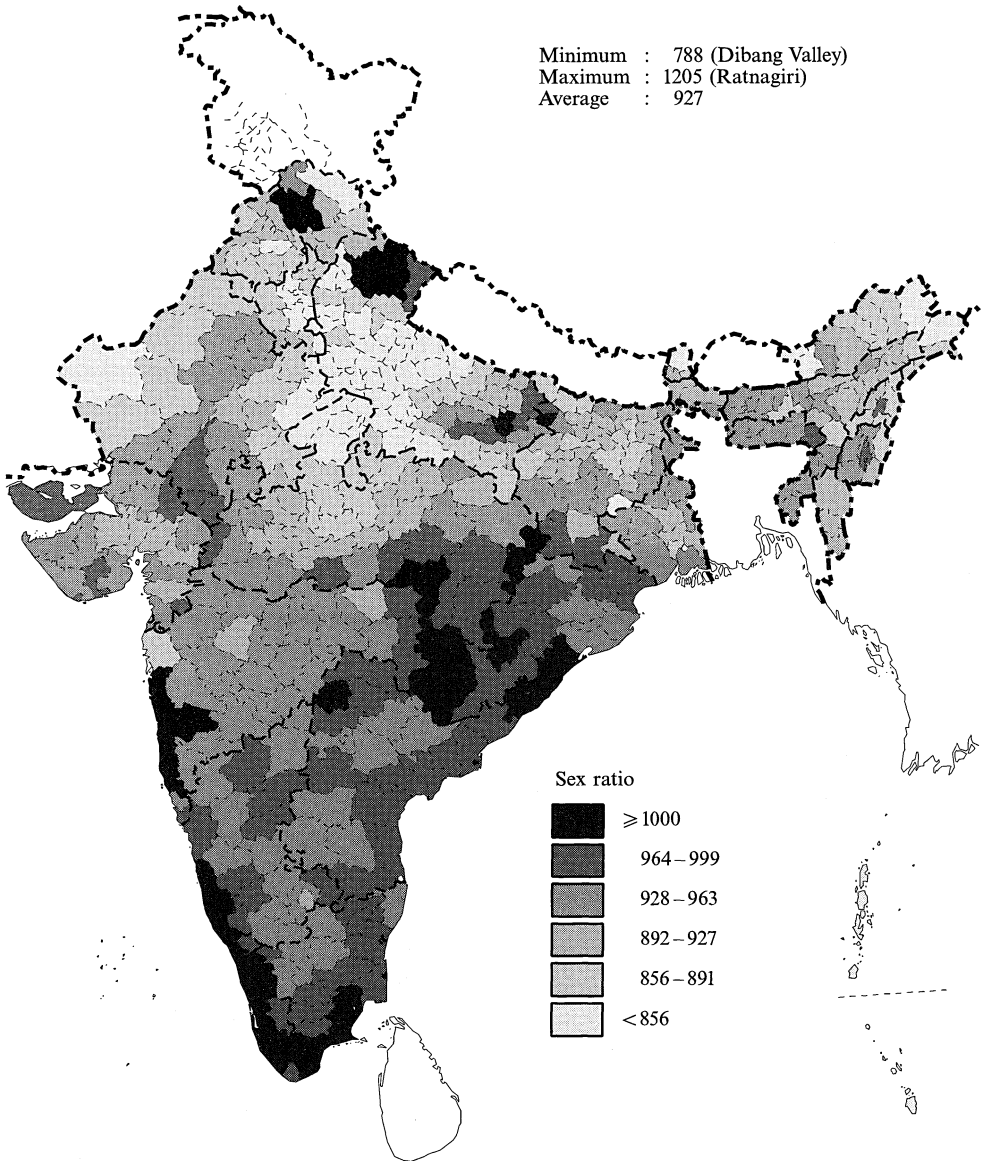 Minimum : 788 (Dibang Valley)
Maximum : 1205 (Ratnagiri)
Average : 927
Sex ratio
⩾1000
964–999
928–963
892–927
856–891
<856